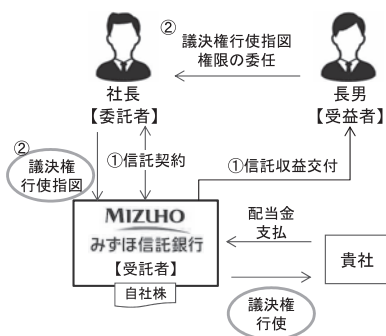 ②
議決権行使指図
権限の委任
社長
【委託者】
長男
【受益者】
②
議決権
行使指図
①信託契約
①信託収益交付
MIZUHO
みずほ信託銀行
【受託者】
自社株
配当金
支払
貴社
議決権
行使